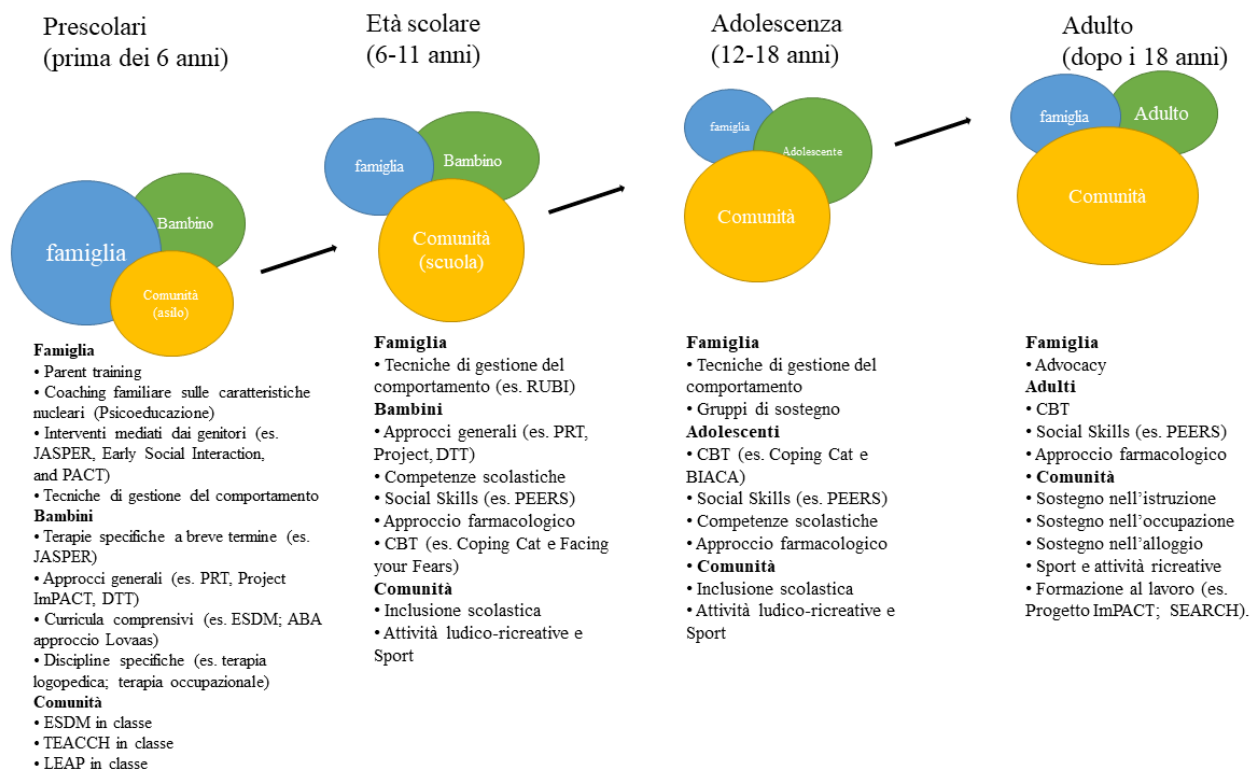 Prescolari
(prima dei 6 anni)
famiglia
Bambino
Comunità
(asilo)
Famiglia
• Parent training
• Coaching familiare sulle caratteristiche
nucleari (Psicoeducazione)
• Interventi mediati dai genitori (es.
JASPER, Early Social Interaction,
and PACT)
• Tecniche di gestione del comportamento
Bambini
• Terapie specifiche a breve termine (es.
JASPER)
• Approcci generali (es. PRT, Project
ImPACT, DTT)
• Curricula comprensivi (es. ESDM; ABA
approccio Lovaas)
• Discipline specifiche (es. terapia
logopedica; terapia occupazionale)
Comunità
• ESDM in classe
• TEACCH in classe
• LEAP in classe
Età scolare
(6-11 anni)
famiglia
Bambino
Comunità
(scuola)
Famiglia
• Tecniche di gestione del
comportamento (es. RUBI)
Bambini
• Approcci generali (es. PRT,
Project, DTT)
• Competenze scolastiche
• Social Skills (es. PEERS)
• Approccio farmacologico
• CBT (es. Coping Cat e Facing
your Fears)
Comunità
• Inclusione scolastica
• Attività ludico-ricreative e
Sport
Adolescenza
(12-18 anni)
famiglia
Adolescente
Comunità
Famiglia
• Tecniche di gestione del
comportamento
• Gruppi di sostegno
Adolescenti
• CBT (es. Coping Cat e
BIACA)
• Social Skills (es. PEERS)
• Competenze scolastiche
• Approccio farmacologico
• Comunità
• Inclusione scolastica
• Attività ludico-ricreative e
Sport
Adulto
(dopo i 18 anni)
famiglia
Adulto
Comunità
Famiglia
• Advocacy
Adulti
• CBT
• Social Skills (es. PEERS)
• Approccio farmacologico
• Comunità
• Sostegno nell'istruzione
• Sostegno nell'occupazione
• Sostegno nell'alloggio
• Sport e attività ricreative
• Formazione al lavoro (es.
Progetto ImPACT; SEARCH).